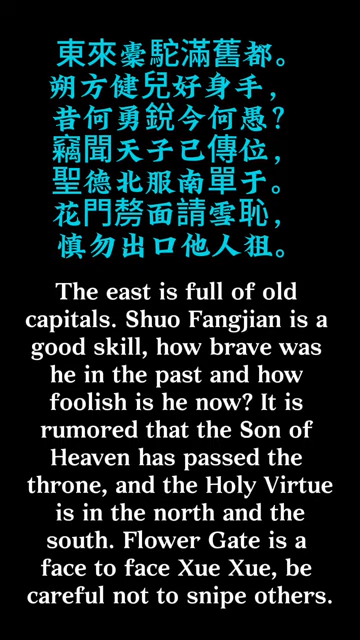 東來橐駝滿舊都。
朔方健兒好身手，
昔何勇銳今何愚？
竊聞天子已傳位，
聖德北服南單于。
花門剺面請雪恥，
慎勿出口他人狙。
The east is full of old
capitals. Shuo Fangjian is a
good skill, how brave was
he in the past and how
foolish is he now? It is
rumored that the Son of
Heaven has passed the
throne, and the Holy Virtue
is in the north and the
south. Flower Gate is a
face to face Xue Xue, be
careful not to snipe others.